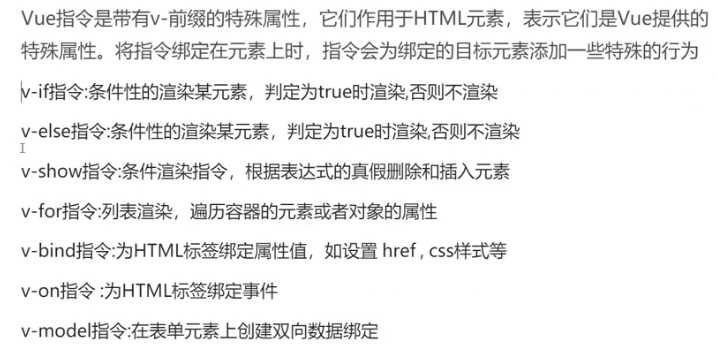 Vue指令是带有v-前缀的特殊属性，它们作用于HTML元素，表示它们是Vue提供的
特殊属性。将指令绑定在元素上时，指令会为绑定的目标元素添加一些特殊的行为
v-if指令:条件性的渲染某元素，判定为true时渲染,否则不渲染
v-else指令:条件性的渲染某元素，判定为true时渲染,否则不渲染
v-show指令:条件渲染指令，根据表达式的真假删除和插入元素
v-for指令:列表渲染，遍历容器的元素或者对象的属性
v-bind指令:为HTML标签绑定属性值，如设置 href , css样式等
v-on指令 :为HTML标签绑定事件
v-model指令:在表单元素上创建双向数据绑定